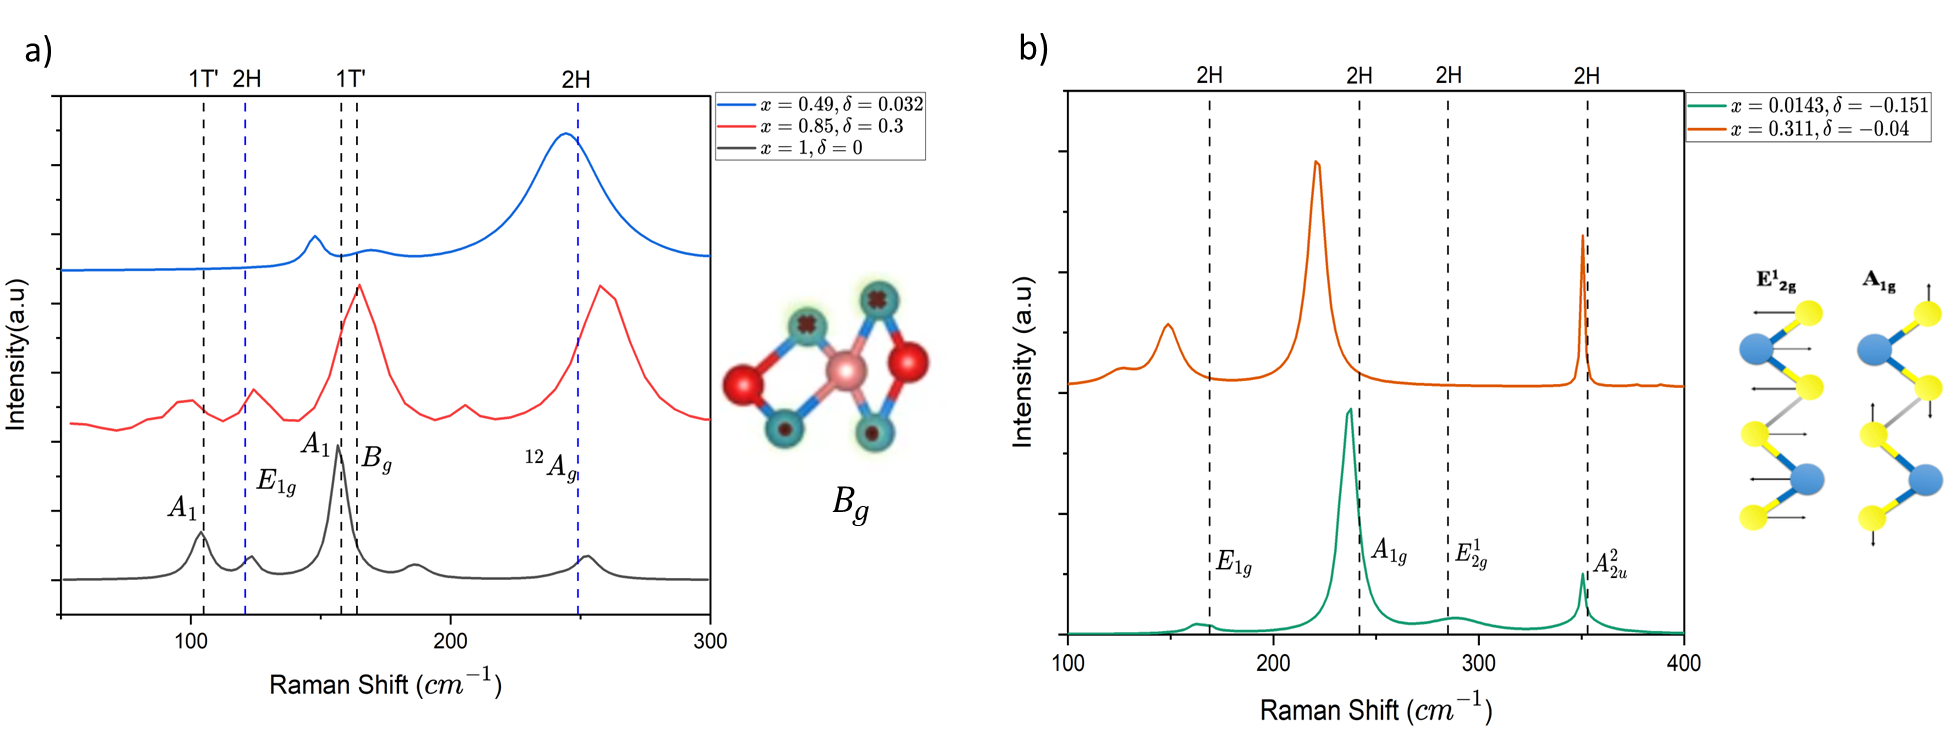 a)
1T' 2H 1T' 2H
x = 0.49, δ = 0.032
x = 0.85, δ = 0.3
x = 1, δ = 0
Intensity(a.u)
A₁ E₁g A₁ Bg ¹²Ag
100 200 300
Raman Shift (cm⁻¹)
Bg
b)
2H 2H 2H 2H
x = 0.0143, δ = −0.151
x = 0.311, δ = −0.04
Intensity (a.u)
E₁g A₁g E¹₂g A²₂u
100 200 300 400
Raman Shift (cm⁻¹)
E¹₂g A₁g